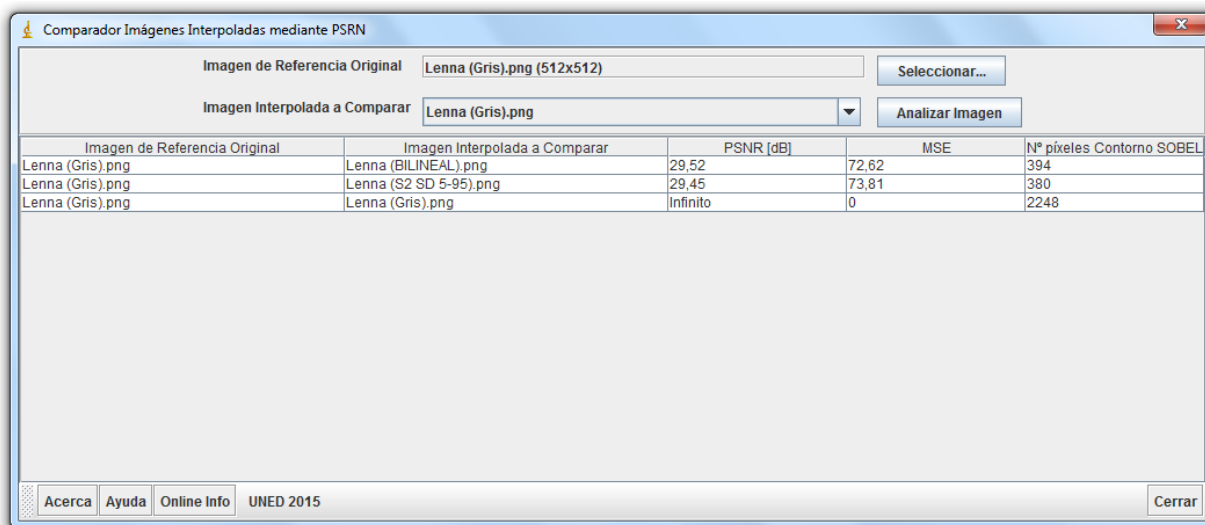 Comparador Imágenes Interpoladas mediante PSRN
Imagen de Referencia Original Lenna (Gris).png (512x512) Seleccionar...
Imagen Interpolada a Comparar Lenna (Gris).png Analizar Imagen
Imagen de Referencia Original Imagen Interpolada a Comparar PSNR [dB] MSE Nº píxeles Contorno SOBEL
Lenna (Gris).png Lenna (BILINEAL).png 29,52 72,62 394
Lenna (Gris).png Lenna (S2 SD 5-95).png 29,45 73,81 380
Lenna (Gris).png Lenna (Gris).png Infinito 0 2248
Acerca Ayuda Online Info UNED 2015 Cerrar